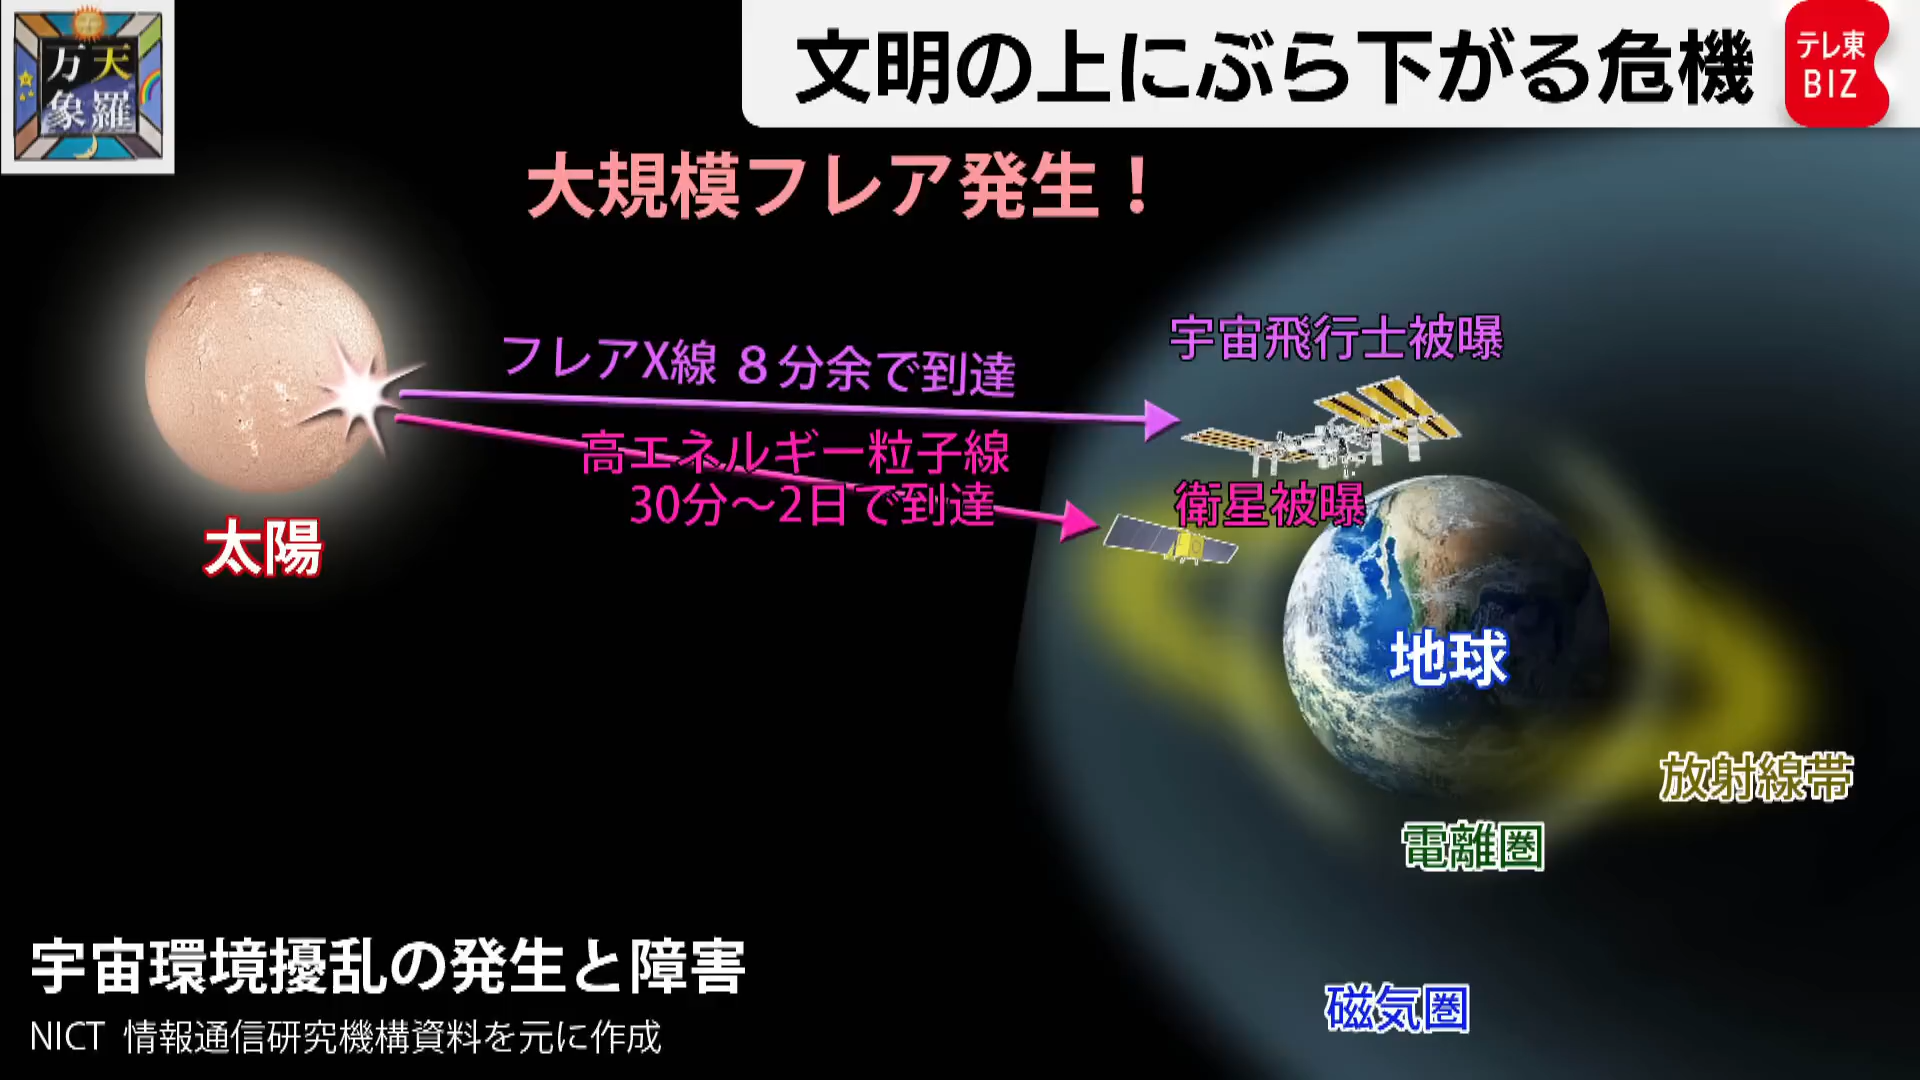 天
万
羅
象
文明の上にぶら下がる危機
テレ東
BIZ
大規模フレア発生！
宇宙飛行士被曝
フレアX線 8分余で到達
高エネルギー粒子線
30分～2日で到達
衛星被曝
太陽
地球
放射線帯
電離圏
磁気圏
宇宙環境擾乱の発生と障害
NICT 情報通信研究機構資料を元に作成